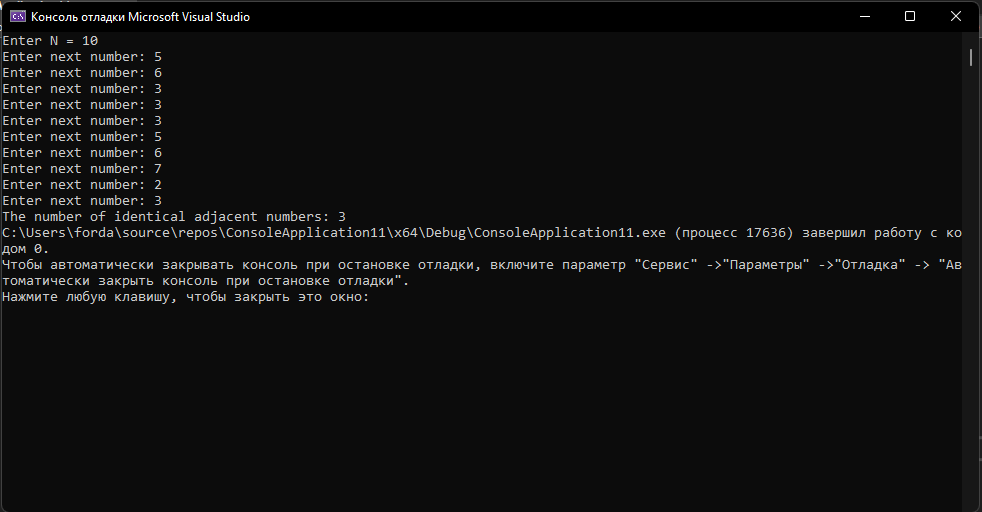 Консоль отладки Microsoft Visual Studio
Enter N = 10
Enter next number: 5
Enter next number: 6
Enter next number: 3
Enter next number: 3
Enter next number: 3
Enter next number: 5
Enter next number: 6
Enter next number: 7
Enter next number: 2
Enter next number: 3
The number of identical adjacent numbers: 3
C:\Users\forda\source\repos\ConsoleApplication11\x64\Debug\ConsoleApplication11.exe (процесс 17636) завершил работу с ко
дом 0.
Чтобы автоматически закрывать консоль при остановке отладки, включите параметр "Сервис" ->"Параметры" ->"Отладка" -> "Ав
томатически закрыть консоль при остановке отладки".
Нажмите любую клавишу, чтобы закрыть это окно: